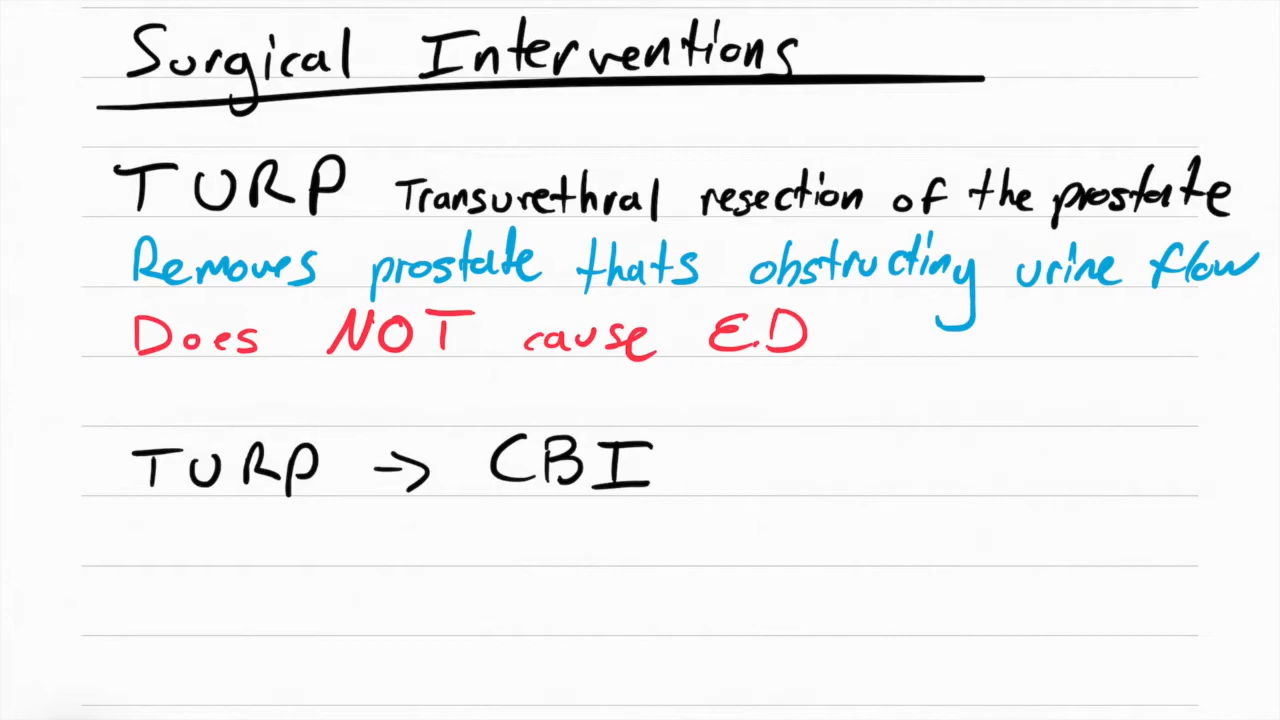 Surgical Interventions
TURP Transurethral resection of the prostate
Removes prostate thats obstructing urine flow
Does NOT cause E.D
TURP → CBI